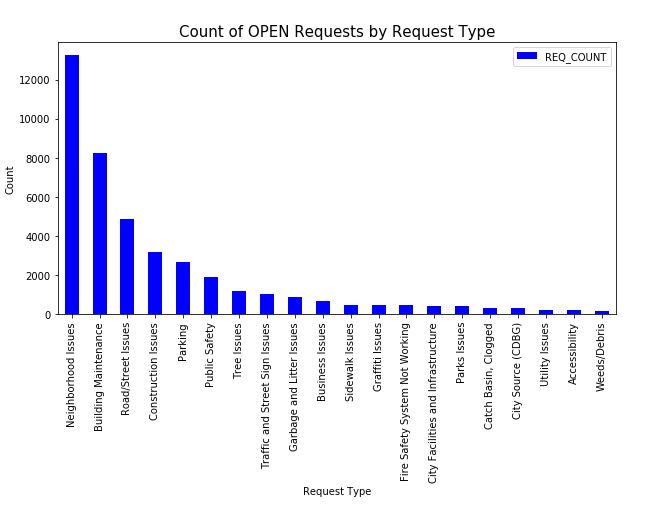 Count of OPEN Requests by Request Type
REQ_COUNT
12000
10000
8000
6000
4000
2000
0
Count
Neighborhood Issues
Building Maintenance
Road/Street Issues
Construction Issues
Parking
Public Safety
Tree Issues
Traffic and Street Sign Issues
Garbage and Litter Issues
Business Issues
Sidewalk Issues
Graffiti Issues
Fire Safety System Not Working
City Facilities and Infrastructure
Parks Issues
Catch Basin, Clogged
City Source (CDBG)
Utility Issues
Accessibility
Weeds/Debris
Request Type